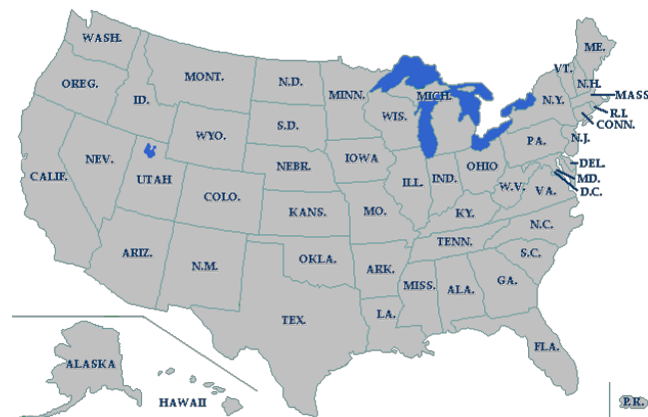 WASH.
ME.
MONT.
N.D.
VT.
OREG.
MINN.
N.H.
ID.
MICH.
MASS
N.Y.
WIS.
R.I.
S.D.
CONN.
WYO.
PA.
N.J.
IOWA
NEV.
NEBR.
OHIO
DEL.
CALIF.
UTAH
ILL.
IND.
MD.
W.V.
VA.
D.C.
COLO.
KANS.
MO.
KY.
N.C.
TENN.
ARIZ.
N.M.
OKLA.
ARK.
S.C.
MISS.
ALA.
GA.
TEX.
LA.
FLA.
ALASKA
HAWAII
P.R.